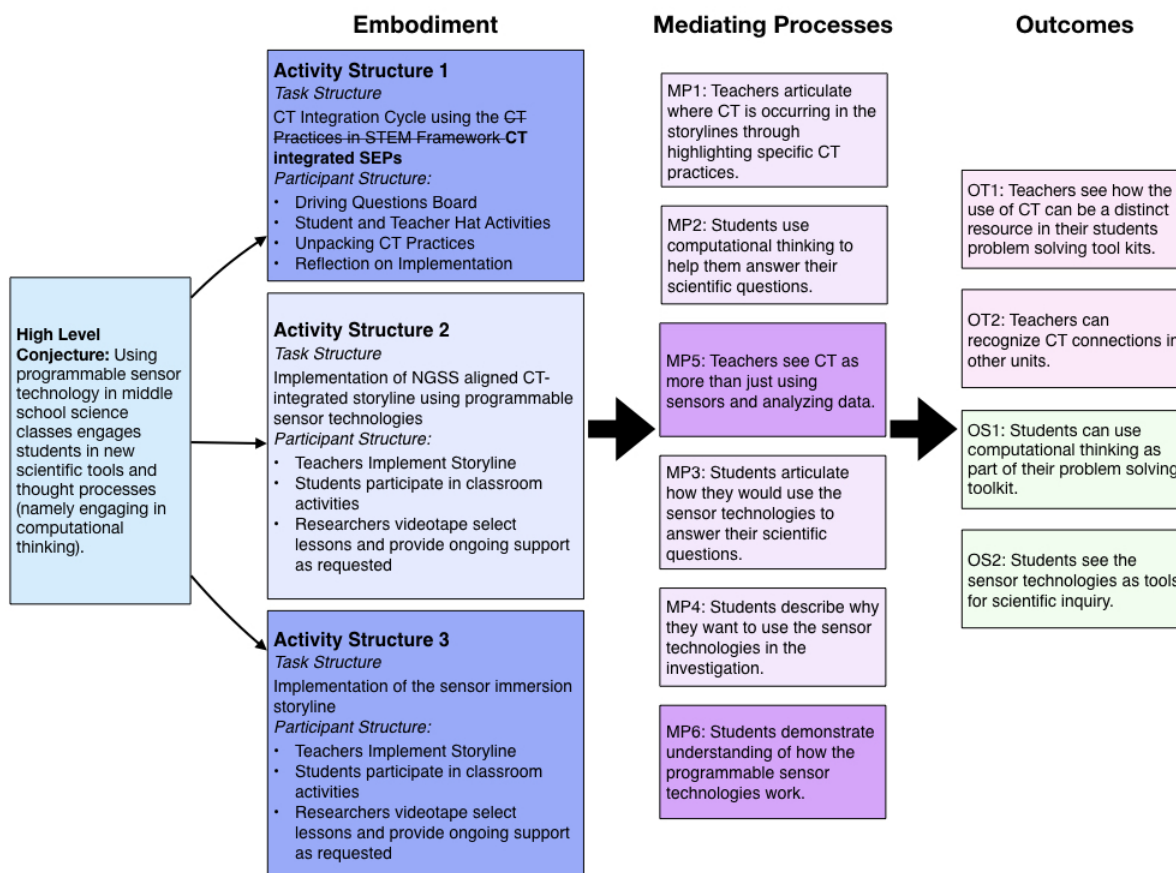 Embodiment
Mediating Processes
Outcomes
High Level
Conjecture: Using
programmable sensor
technology in middle
school science
classes engages
students in new
scientific tools and
thought processes
(namely engaging in
computational
thinking).
Activity Structure 1
Task Structure
CT Integration Cycle using the CT
Practices in STEM Framework CT
integrated SEPs
Participant Structure:
• Driving Questions Board
• Student and Teacher Hat Activities
• Unpacking CT Practices
• Reflection on Implementation
Activity Structure 2
Task Structure
Implementation of NGSS aligned CT-
integrated storyline using programmable
sensor technologies
Participant Structure:
• Teachers Implement Storyline
• Students participate in classroom
activities
• Researchers videotape select
lessons and provide ongoing support
as requested
Activity Structure 3
Task Structure
Implementation of the sensor immersion
storyline
Participant Structure:
• Teachers Implement Storyline
• Students participate in classroom
activities
• Researchers videotape select
lessons and provide ongoing support
as requested
MP1: Teachers articulate
where CT is occurring in the
storylines through
highlighting specific CT
practices.
MP2: Students use
computational thinking to
help them answer their
scientific questions.
MP5: Teachers see CT as
more than just using
sensors and analyzing data.
MP3: Students articulate
how they would use the
sensor technologies to
answer their scientific
questions.
MP4: Students describe why
they want to use the sensor
technologies in the
investigation.
MP6: Students demonstrate
understanding of how the
programmable sensor
technologies work.
OT1: Teachers see how the
use of CT can be a distinct
resource in their students
problem solving tool kits.
OT2: Teachers can
recognize CT connections in
other units.
OS1: Students can use
computational thinking as
part of their problem solving
toolkit.
OS2: Students see the
sensor technologies as tools
for scientific inquiry.